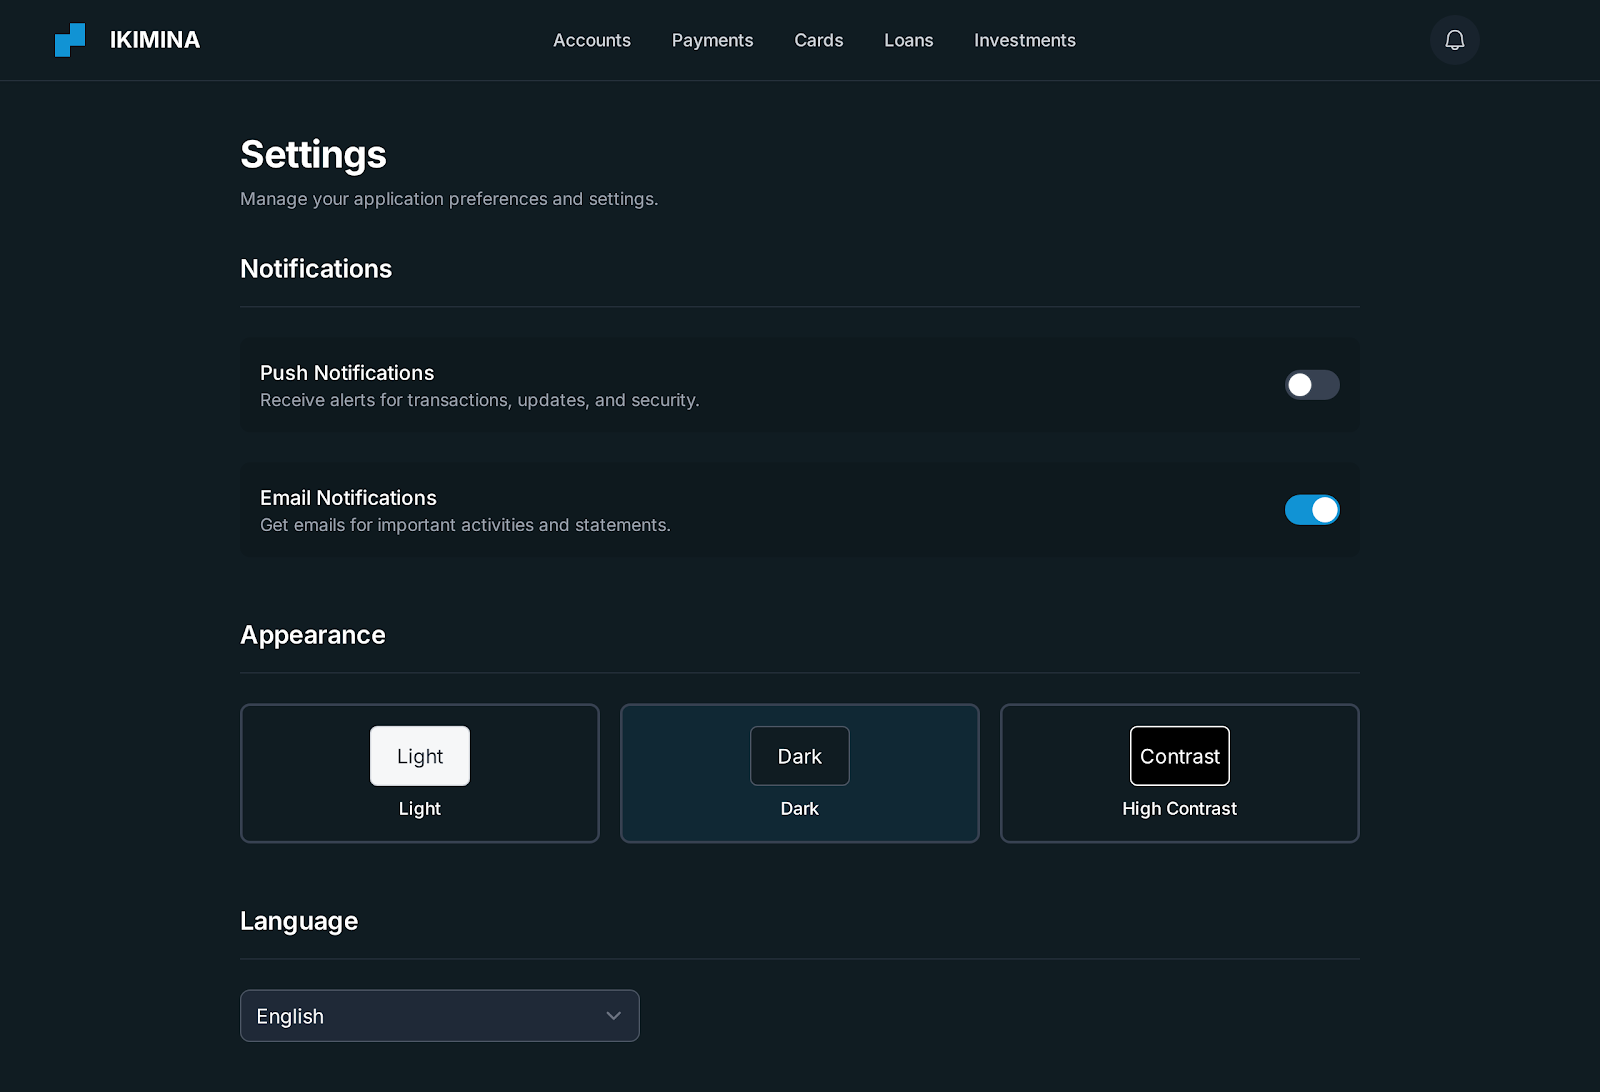 IKIMINA
Accounts
Payments
Cards
Loans
Investments
Settings
Manage your application preferences and settings.
Notifications
Push Notifications
Receive alerts for transactions, updates, and security.
Email Notifications
Get emails for important activities and statements.
Appearance
Light
Light
Dark
Dark
Contrast
High Contrast
Language
English